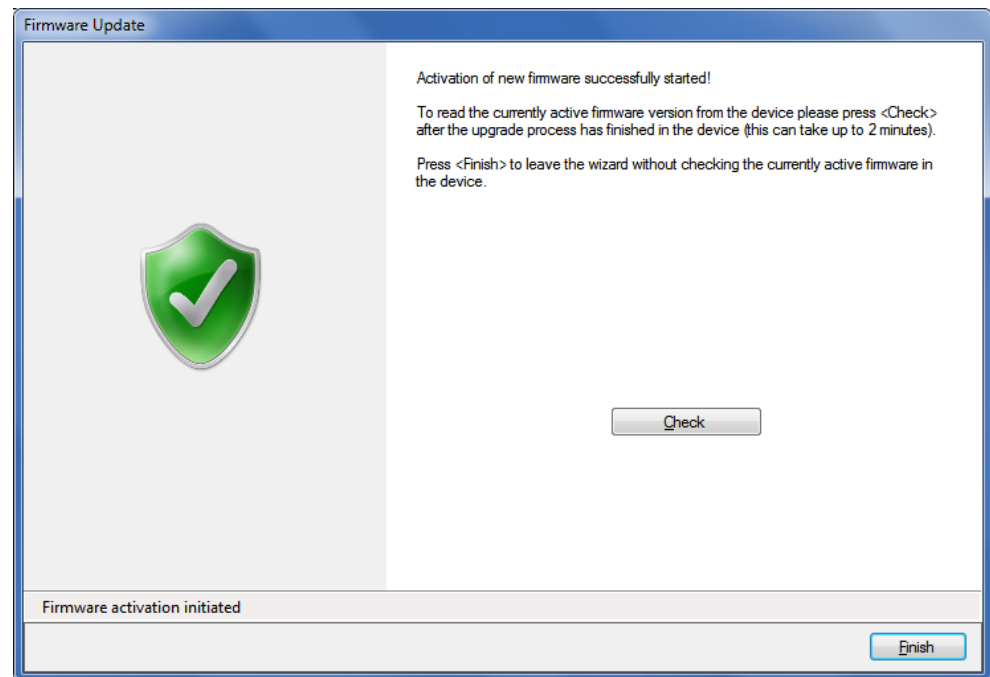 Firmware Update
Activation of new firmware successfully started!
To read the currently active firmware version from the device please press <Check>
after the upgrade process has finished in the device (this can take up to 2 minutes).
Press <Finish> to leave the wizard without checking the currently active firmware in
the device.
Check
Firmware activation initiated
Finish